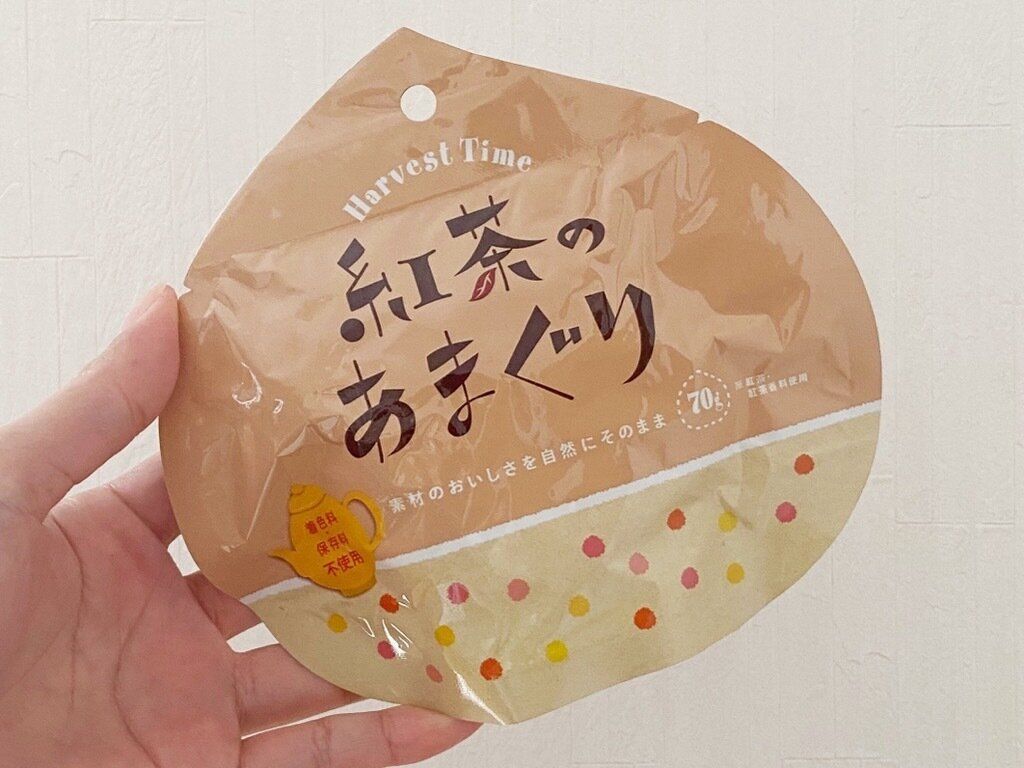 Harvest Time
紅茶の
あまぐり
70g
※紅茶・
紅茶香料使用
素材のおいしさを自然にそのまま
着色料
保存料
不使用